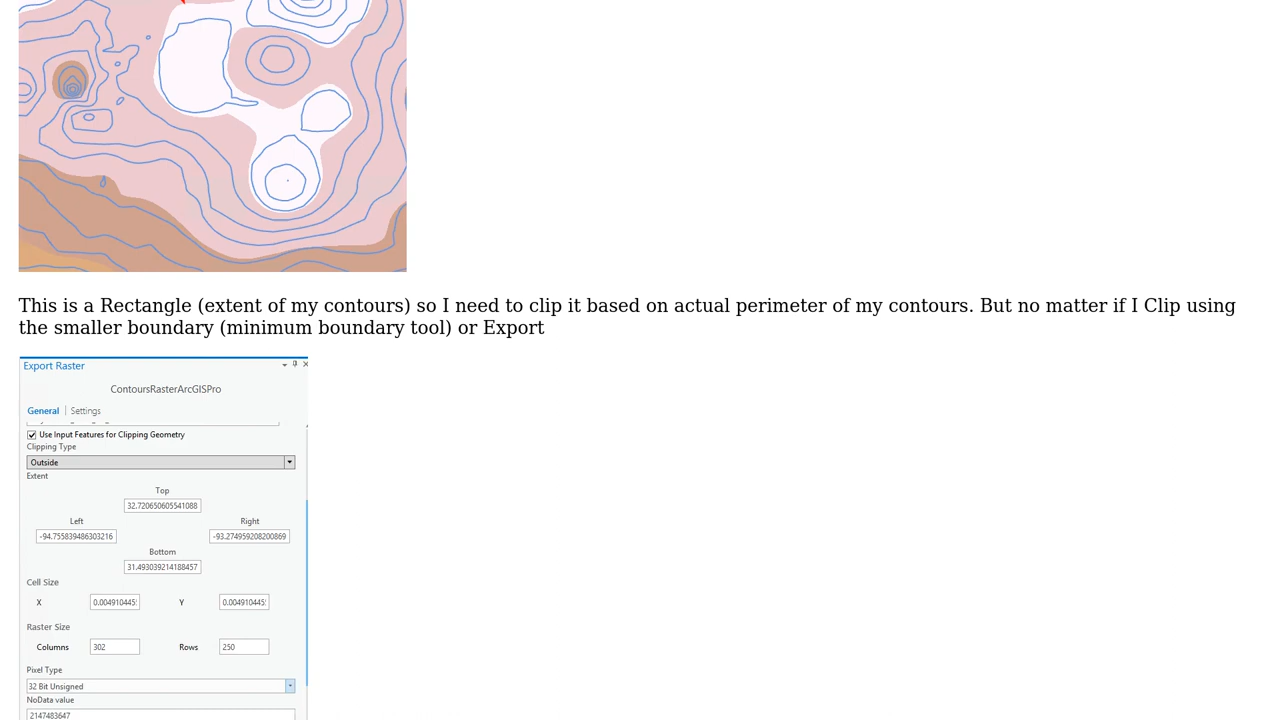 This is a Rectangle (extent of my contours) so I need to clip it based on actual perimeter of my contours. But no matter if I Clip using
the smaller boundary (minimum boundary tool) or Export
Export Raster
ContoursRasterArcGISPro
General | Settings
Use Input Features for Clipping Geometry
Clipping Type
Outside
Extent
Top
32.720650605541088
Left Right
-94.755839486303216 -93.274959208200869
Bottom
31.493039214188457
Cell Size
X 0.004910445: Y 0.004910445:
Raster Size
Columns 302 Rows 250
Pixel Type
32 Bit Unsigned
NoData value
2147483647